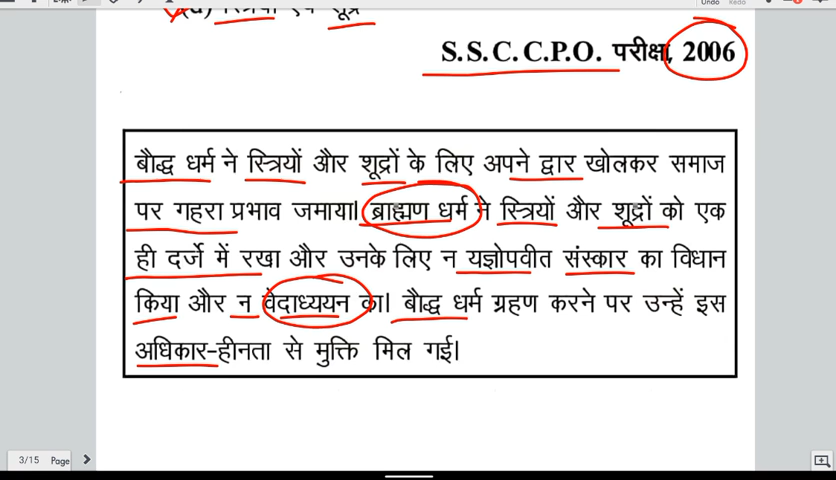 Undo Redo
(d) स्त्रियाँ एवं शूद्र
S.S.C. C.P.O. परीक्षा, 2006
बौद्ध धर्म ने स्त्रियों और शूद्रों के लिए अपने द्वार खोलकर समाज
पर गहरा प्रभाव जमाया। ब्राह्मण धर्म ने स्त्रियों और शूद्रों को एक
ही दर्जे में रखा और उनके लिए न यज्ञोपवीत संस्कार का विधान
किया और न वेदाध्ययन का। बौद्ध धर्म ग्रहण करने पर उन्हें इस
अधिकार-हीनता से मुक्ति मिल गई।
3/15 Page